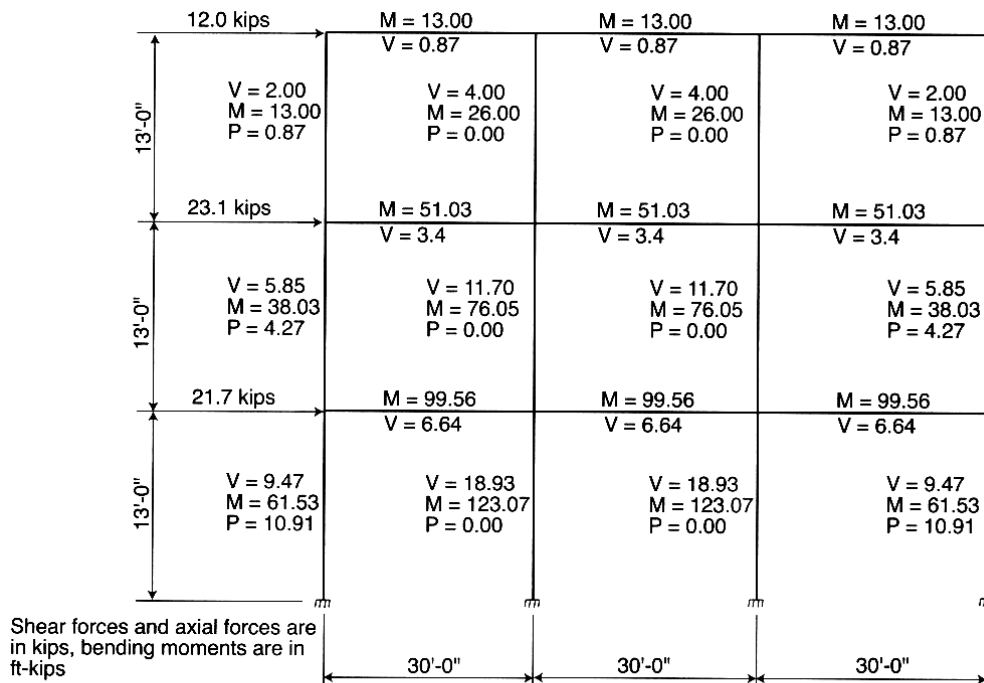 12.0 kips
M = 13.00
M = 13.00
M = 13.00
V = 0.87
V = 0.87
V = 0.87
13'-0"
V = 2.00
M = 13.00
P = 0.87
V = 4.00
M = 26.00
P = 0.00
V = 4.00
M = 26.00
P = 0.00
V = 2.00
M = 13.00
P = 0.87
23.1 kips
M = 51.03
M = 51.03
M = 51.03
V = 3.4
V = 3.4
V = 3.4
13'-0"
V = 5.85
M = 38.03
P = 4.27
V = 11.70
M = 76.05
P = 0.00
V = 11.70
M = 76.05
P = 0.00
V = 5.85
M = 38.03
P = 4.27
21.7 kips
M = 99.56
M = 99.56
M = 99.56
V = 6.64
V = 6.64
V = 6.64
13'-0"
V = 9.47
M = 61.53
P = 10.91
V = 18.93
M = 123.07
P = 0.00
V = 18.93
M = 123.07
P = 0.00
V = 9.47
M = 61.53
P = 10.91
Shear forces and axial forces are
in kips, bending moments are in
ft-kips
30'-0"
30'-0"
30'-0"